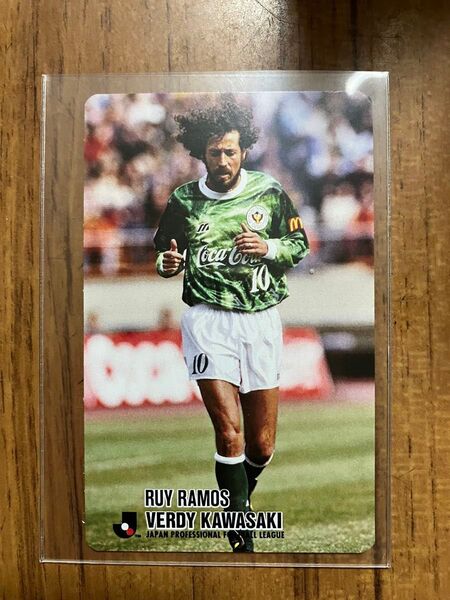 Coca-Cola
10
10
RUY RAMOS
VERDY KAWASAKI
JAPAN PROFESSIONAL FOOTBALL LEAGUE